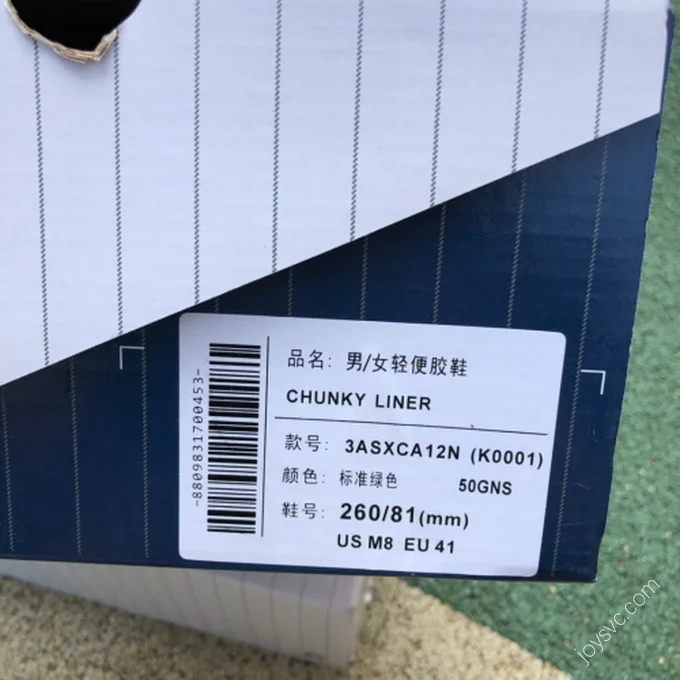 品名: 男/女轻便胶鞋
CHUNKY LINER
款号: 3ASXCA12N (K0001)
颜色: 标准绿色 50GNS
鞋号: 260/81(mm)
US M8 EU 41
-8809831700453-
joysvc.com